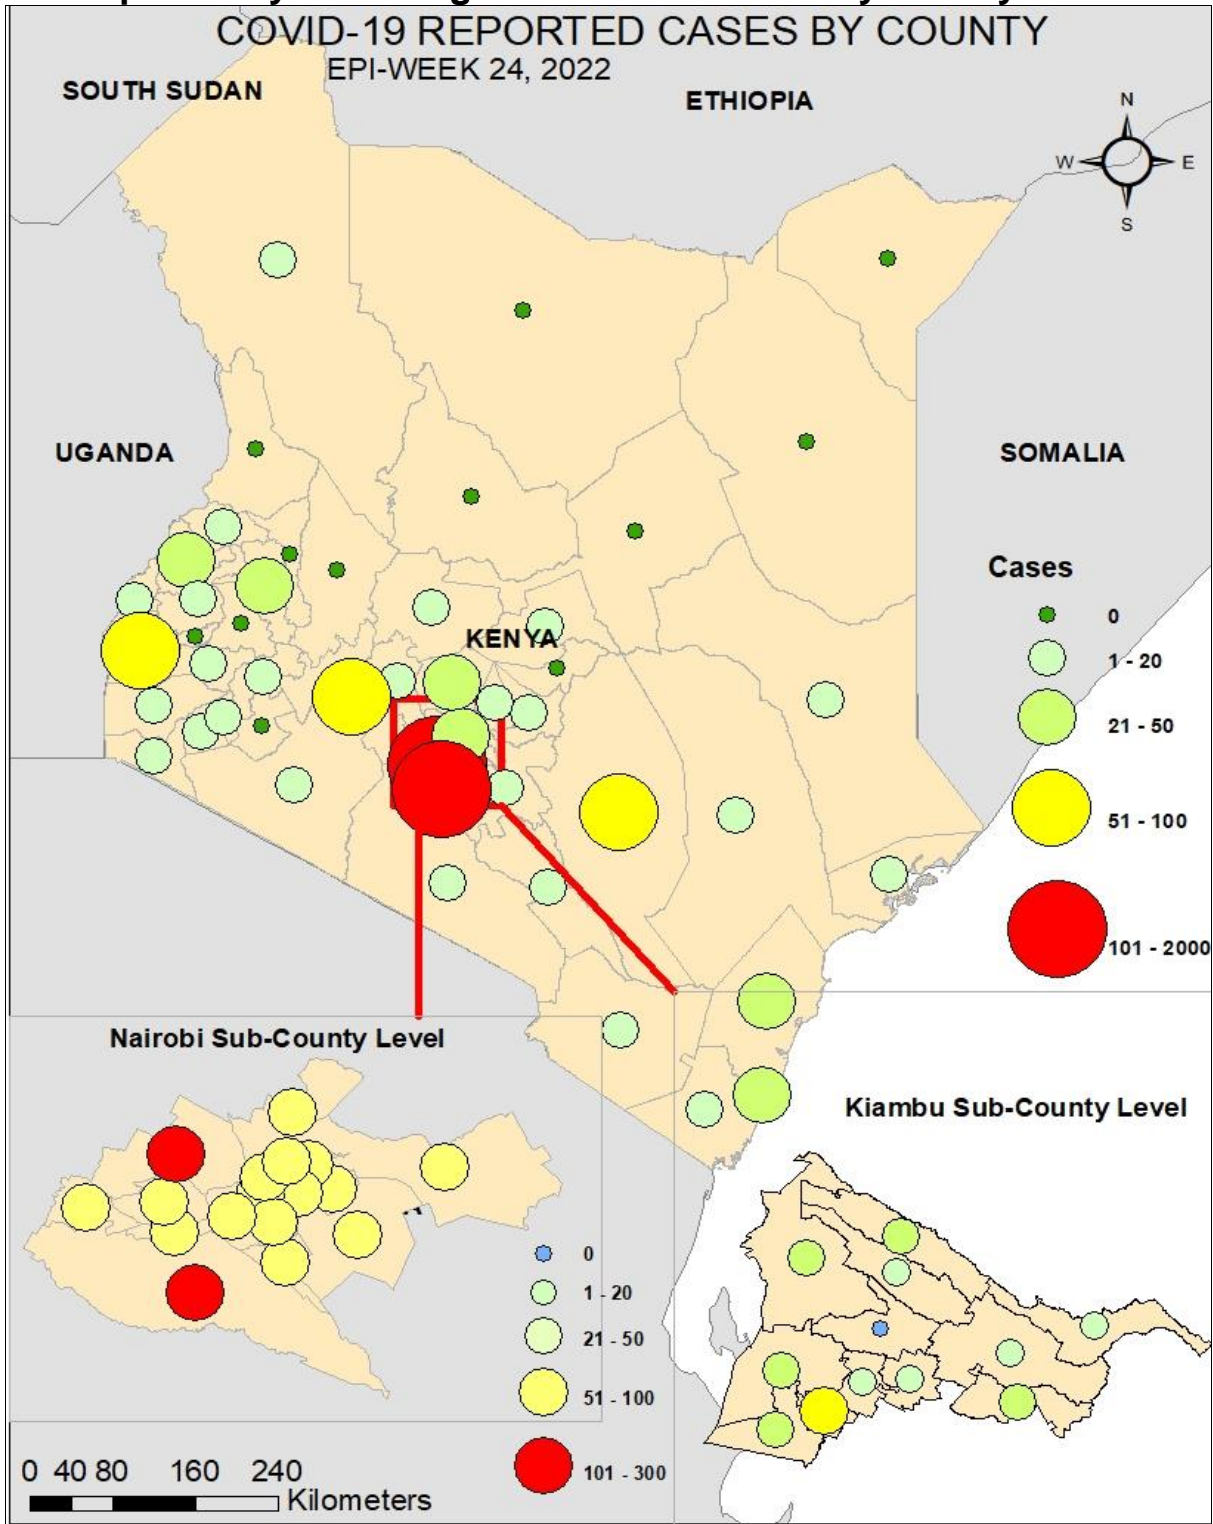 COVID-19 REPORTED CASES BY COUNTY
EPI-WEEK 24, 2022
SOUTH SUDAN
ETHIOPIA
N
W
E
S
UGANDA
SOMALIA
KENYA
Cases
0
1 - 20
21 - 50
51 - 100
101 - 2000
Nairobi Sub-County Level
0
1 - 20
21 - 50
51 - 100
101 - 300
Kiambu Sub-County Level
0 40 80 160 240
Kilometers